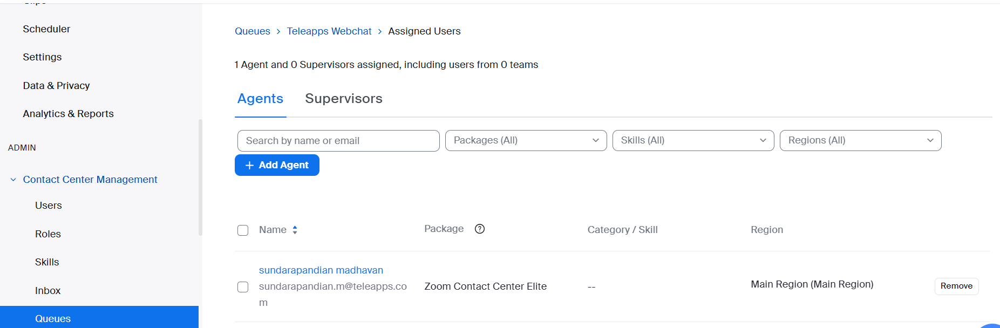 Scheduler
Settings
Data & Privacy
Analytics & Reports
ADMIN
Contact Center Management
Users
Roles
Skills
Inbox
Queues
Queues > Teleapps Webchat > Assigned Users
1 Agent and 0 Supervisors assigned, including users from 0 teams
Agents Supervisors
Search by name or email Packages (All) Skills (All) Regions (All)
+ Add Agent
Name Package ? Category / Skill Region
sundarapandian madhavan
sundarapandian.m@teleapps.co
m
Zoom Contact Center Elite -- Main Region (Main Region) Remove